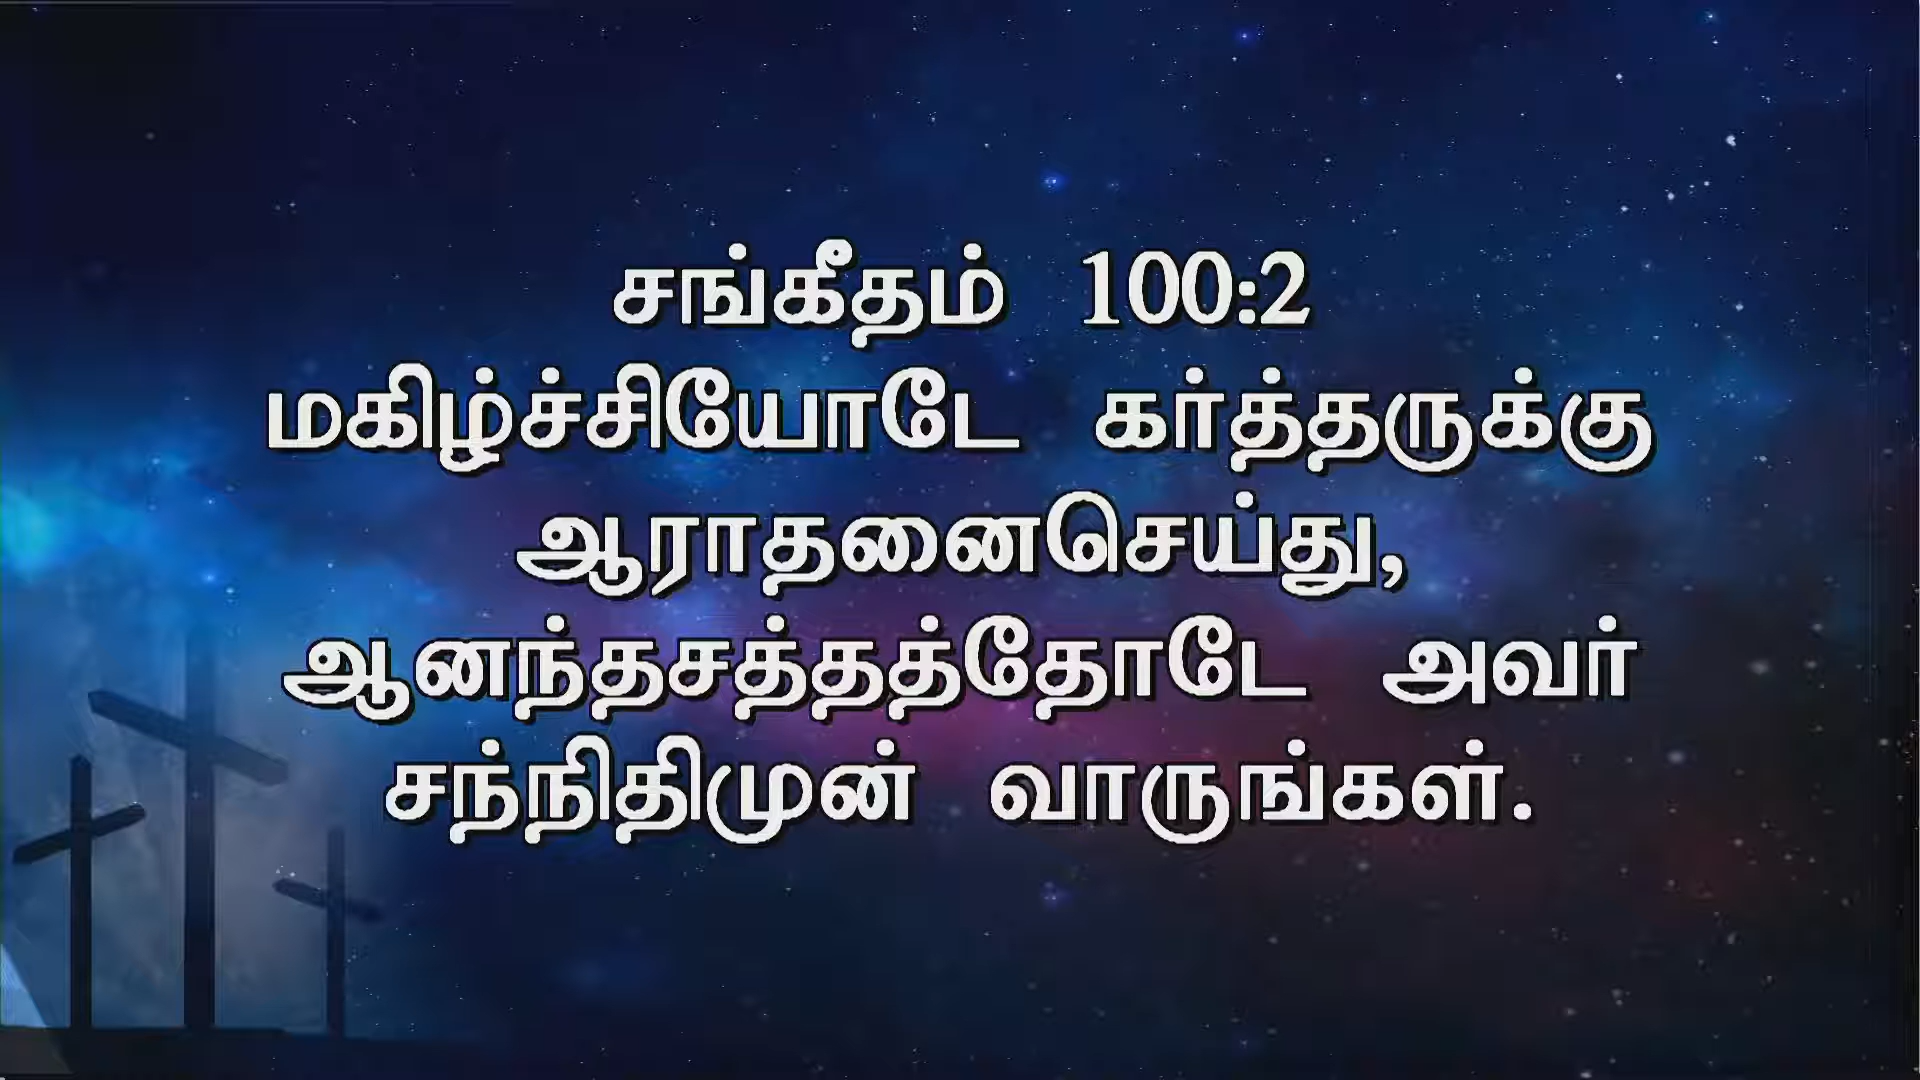 சங்கீதம் 100:2
மகிழ்ச்சியோடே கர்த்தருக்கு
ஆராதனைசெய்து,
ஆனந்தசத்தத்தோடே அவர்
சந்நிதிமுன் வாருங்கள்.